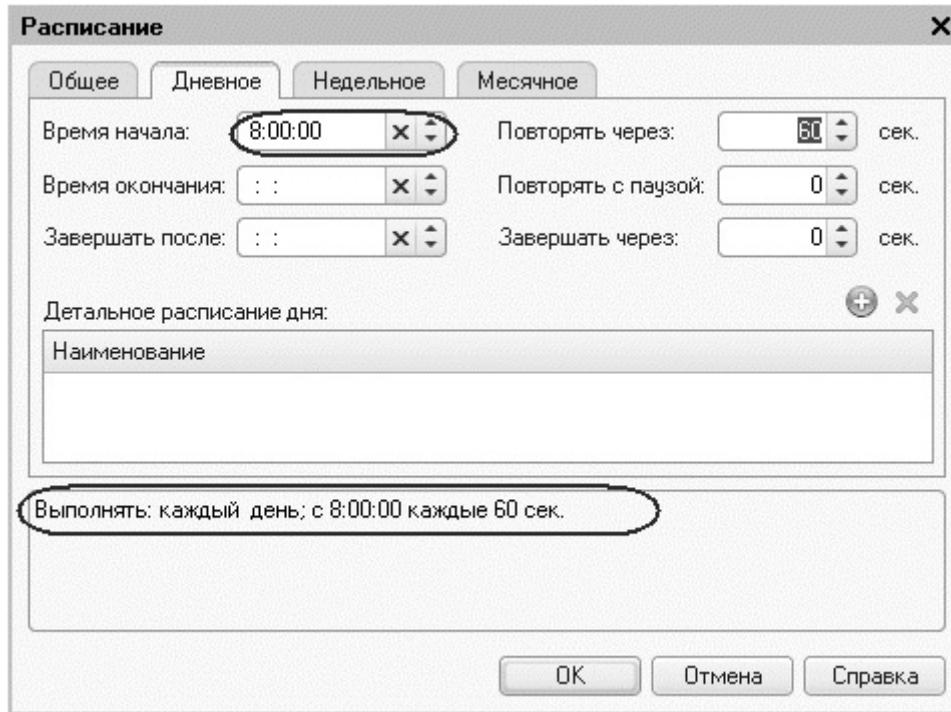 Расписание
Общее Дневное Недельное Месячное
Время начала: 8:00:00 Повторять через: 60 сек.
Время окончания: : : Повторять с паузой: 0 сек.
Завершать после: : : Завершать через: 0 сек.
Детальное расписание дня:
Наименование
Выполнять: каждый день; с 8:00:00 каждые 60 сек.
OK Отмена Справка